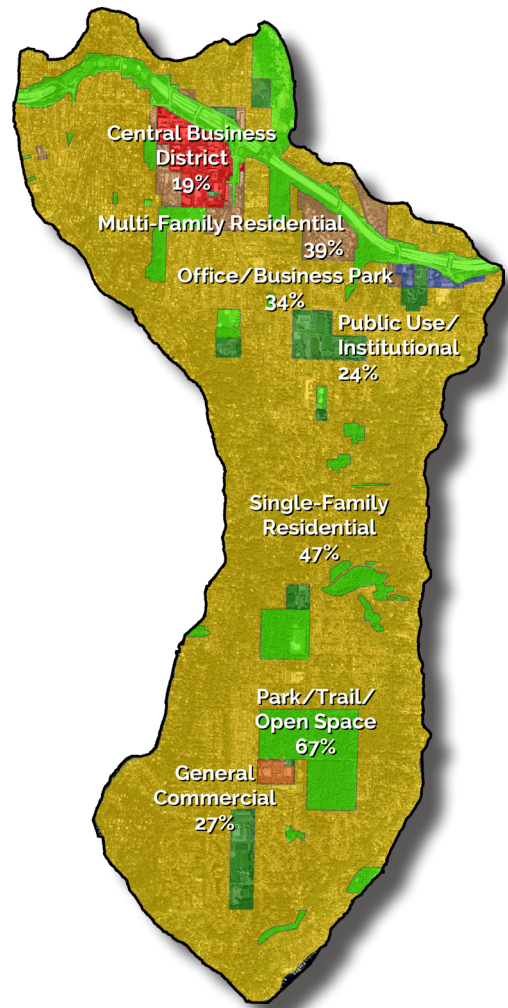 Central Business
District
19%
Multi-Family Residential
39%
Office/Business Park
34%
Public Use/
Institutional
24%
Single-Family
Residential
47%
Park/Trail/
Open Space
67%
General
Commercial
27%